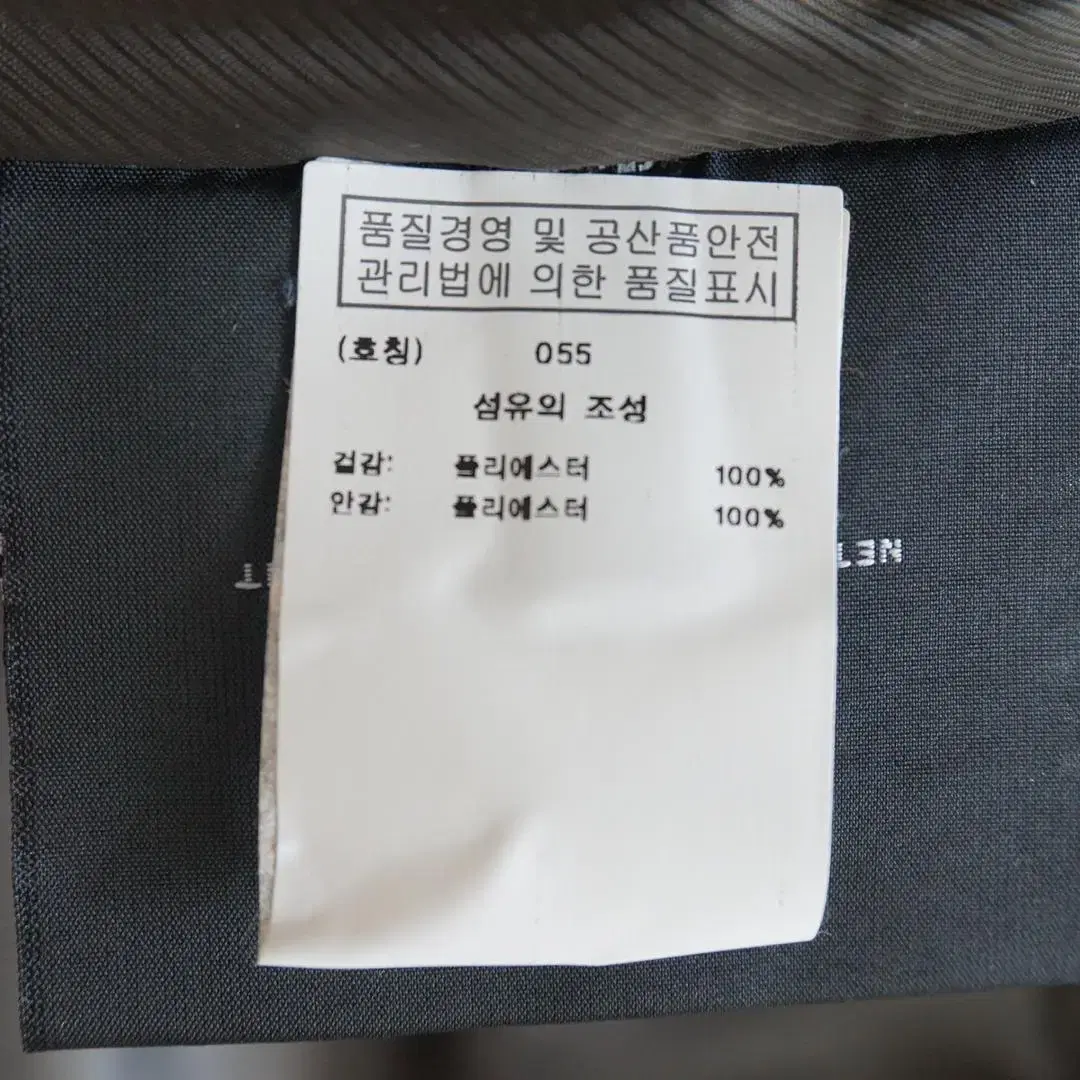 품질경영 및 공산품안전
관리법에 의한 품질표시
(호칭) 055
섬유의 조성
겉감: 폴리에스터 100%
안감: 폴리에스터 100%